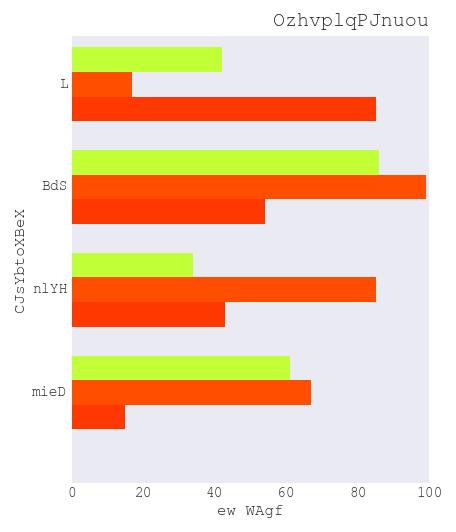 OzhvplqPJnuou
L
BdS
nlYH
mieD
CJsYbtoXBeX
0 20 40 60 80 100
ew WAgf